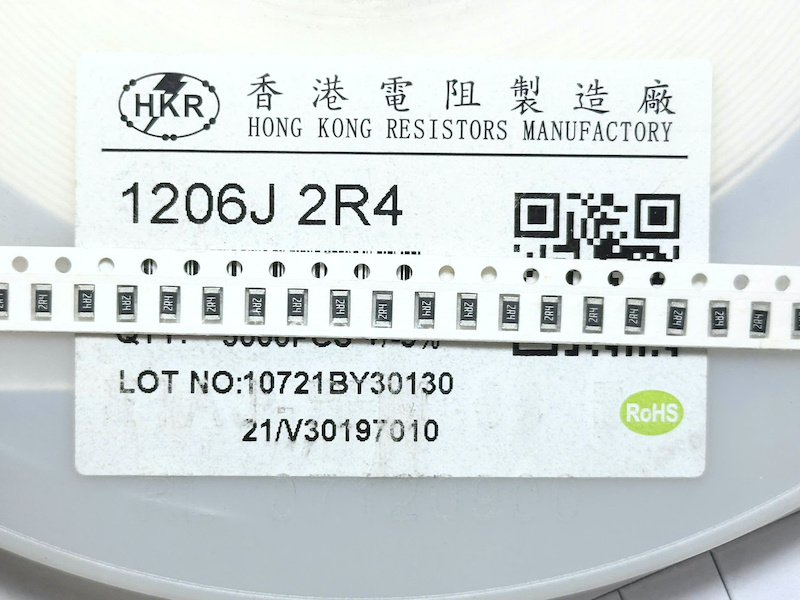 HKR
香港電阻製造廠
HONG KONG RESISTORS MANUFACTORY
1206J 2R4
2R4 2R4 2R4 2R4 2R4 2R4 2R4 2R4 2R4 2R4 2R4 2R4 2R4 2R4 2R4 2R4 2R4 2R4
LOT NO:10721BY30130
21/V30197010
RoHS